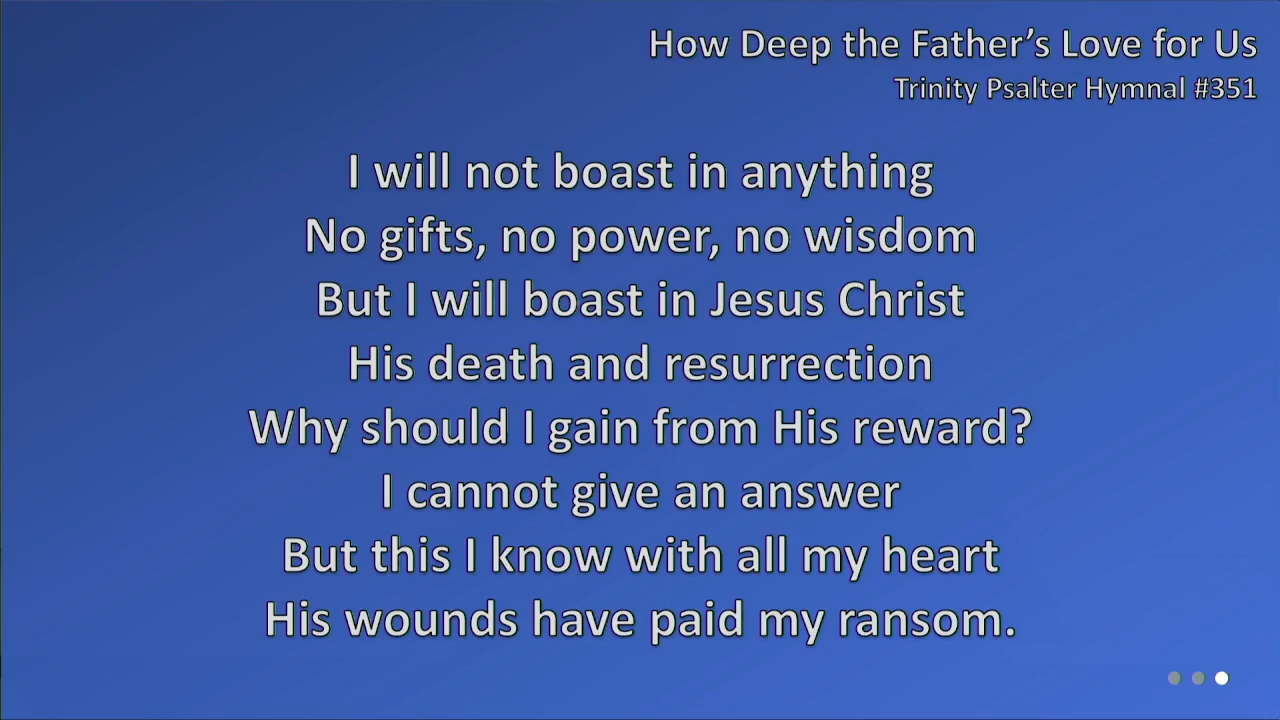 How Deep the Father’s Love for Us
Trinity Psalter Hymnal #351
I will not boast in anything
No gifts, no power, no wisdom
But I will boast in Jesus Christ
His death and resurrection
Why should I gain from His reward?
I cannot give an answer
But this I know with all my heart
His wounds have paid my ransom.